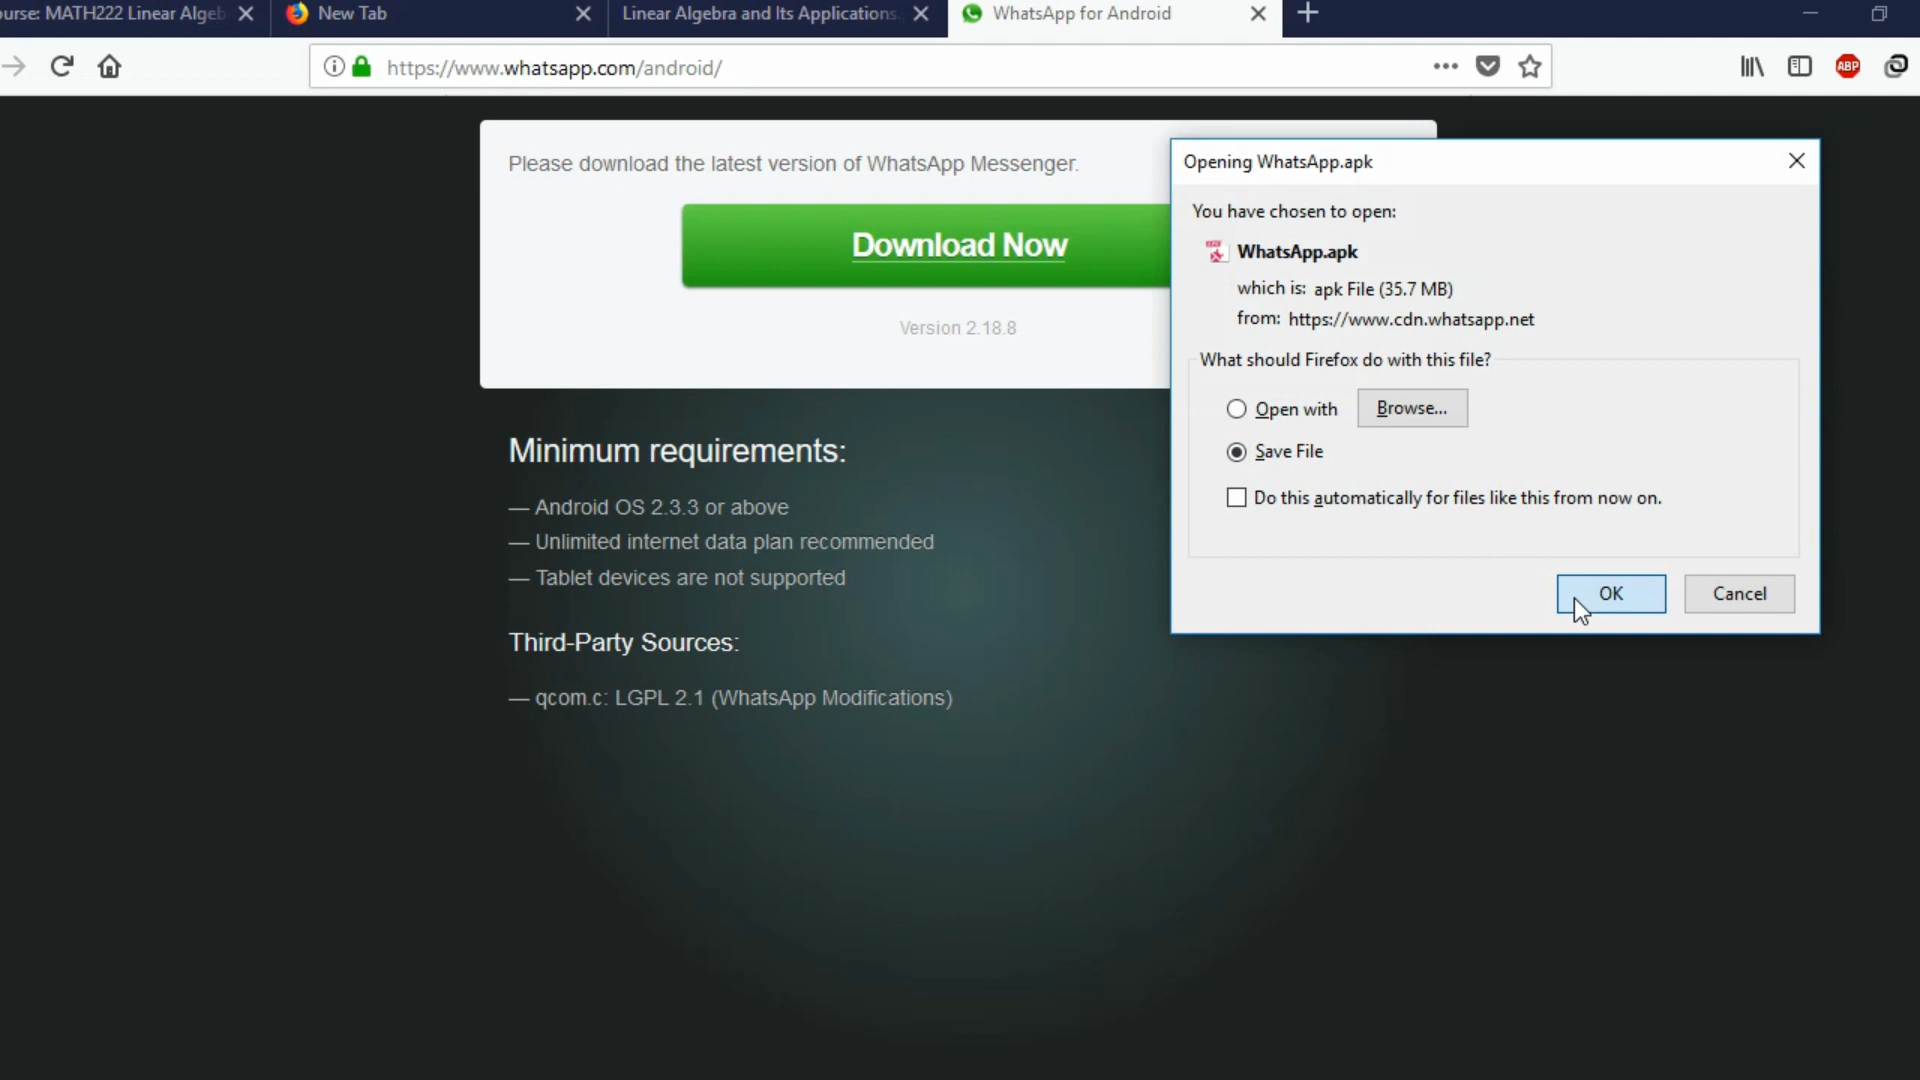 ourse: MATH222 Linear Algeb
New Tab
Linear Algebra and Its Applications.
WhatsApp for Android
https://www.whatsapp.com/android/
ABP
Please download the latest version of WhatsApp Messenger.
Download Now
Version 2.18.8
Minimum requirements:
— Android OS 2.3.3 or above
— Unlimited internet data plan recommended
— Tablet devices are not supported
Third-Party Sources:
— qcom.c: LGPL 2.1 (WhatsApp Modifications)
Opening WhatsApp.apk
You have chosen to open:
WhatsApp.apk
which is: apk File (35.7 MB)
from: https://www.cdn.whatsapp.net
What should Firefox do with this file?
Open with Browse...
Save File
Do this automatically for files like this from now on.
OK Cancel